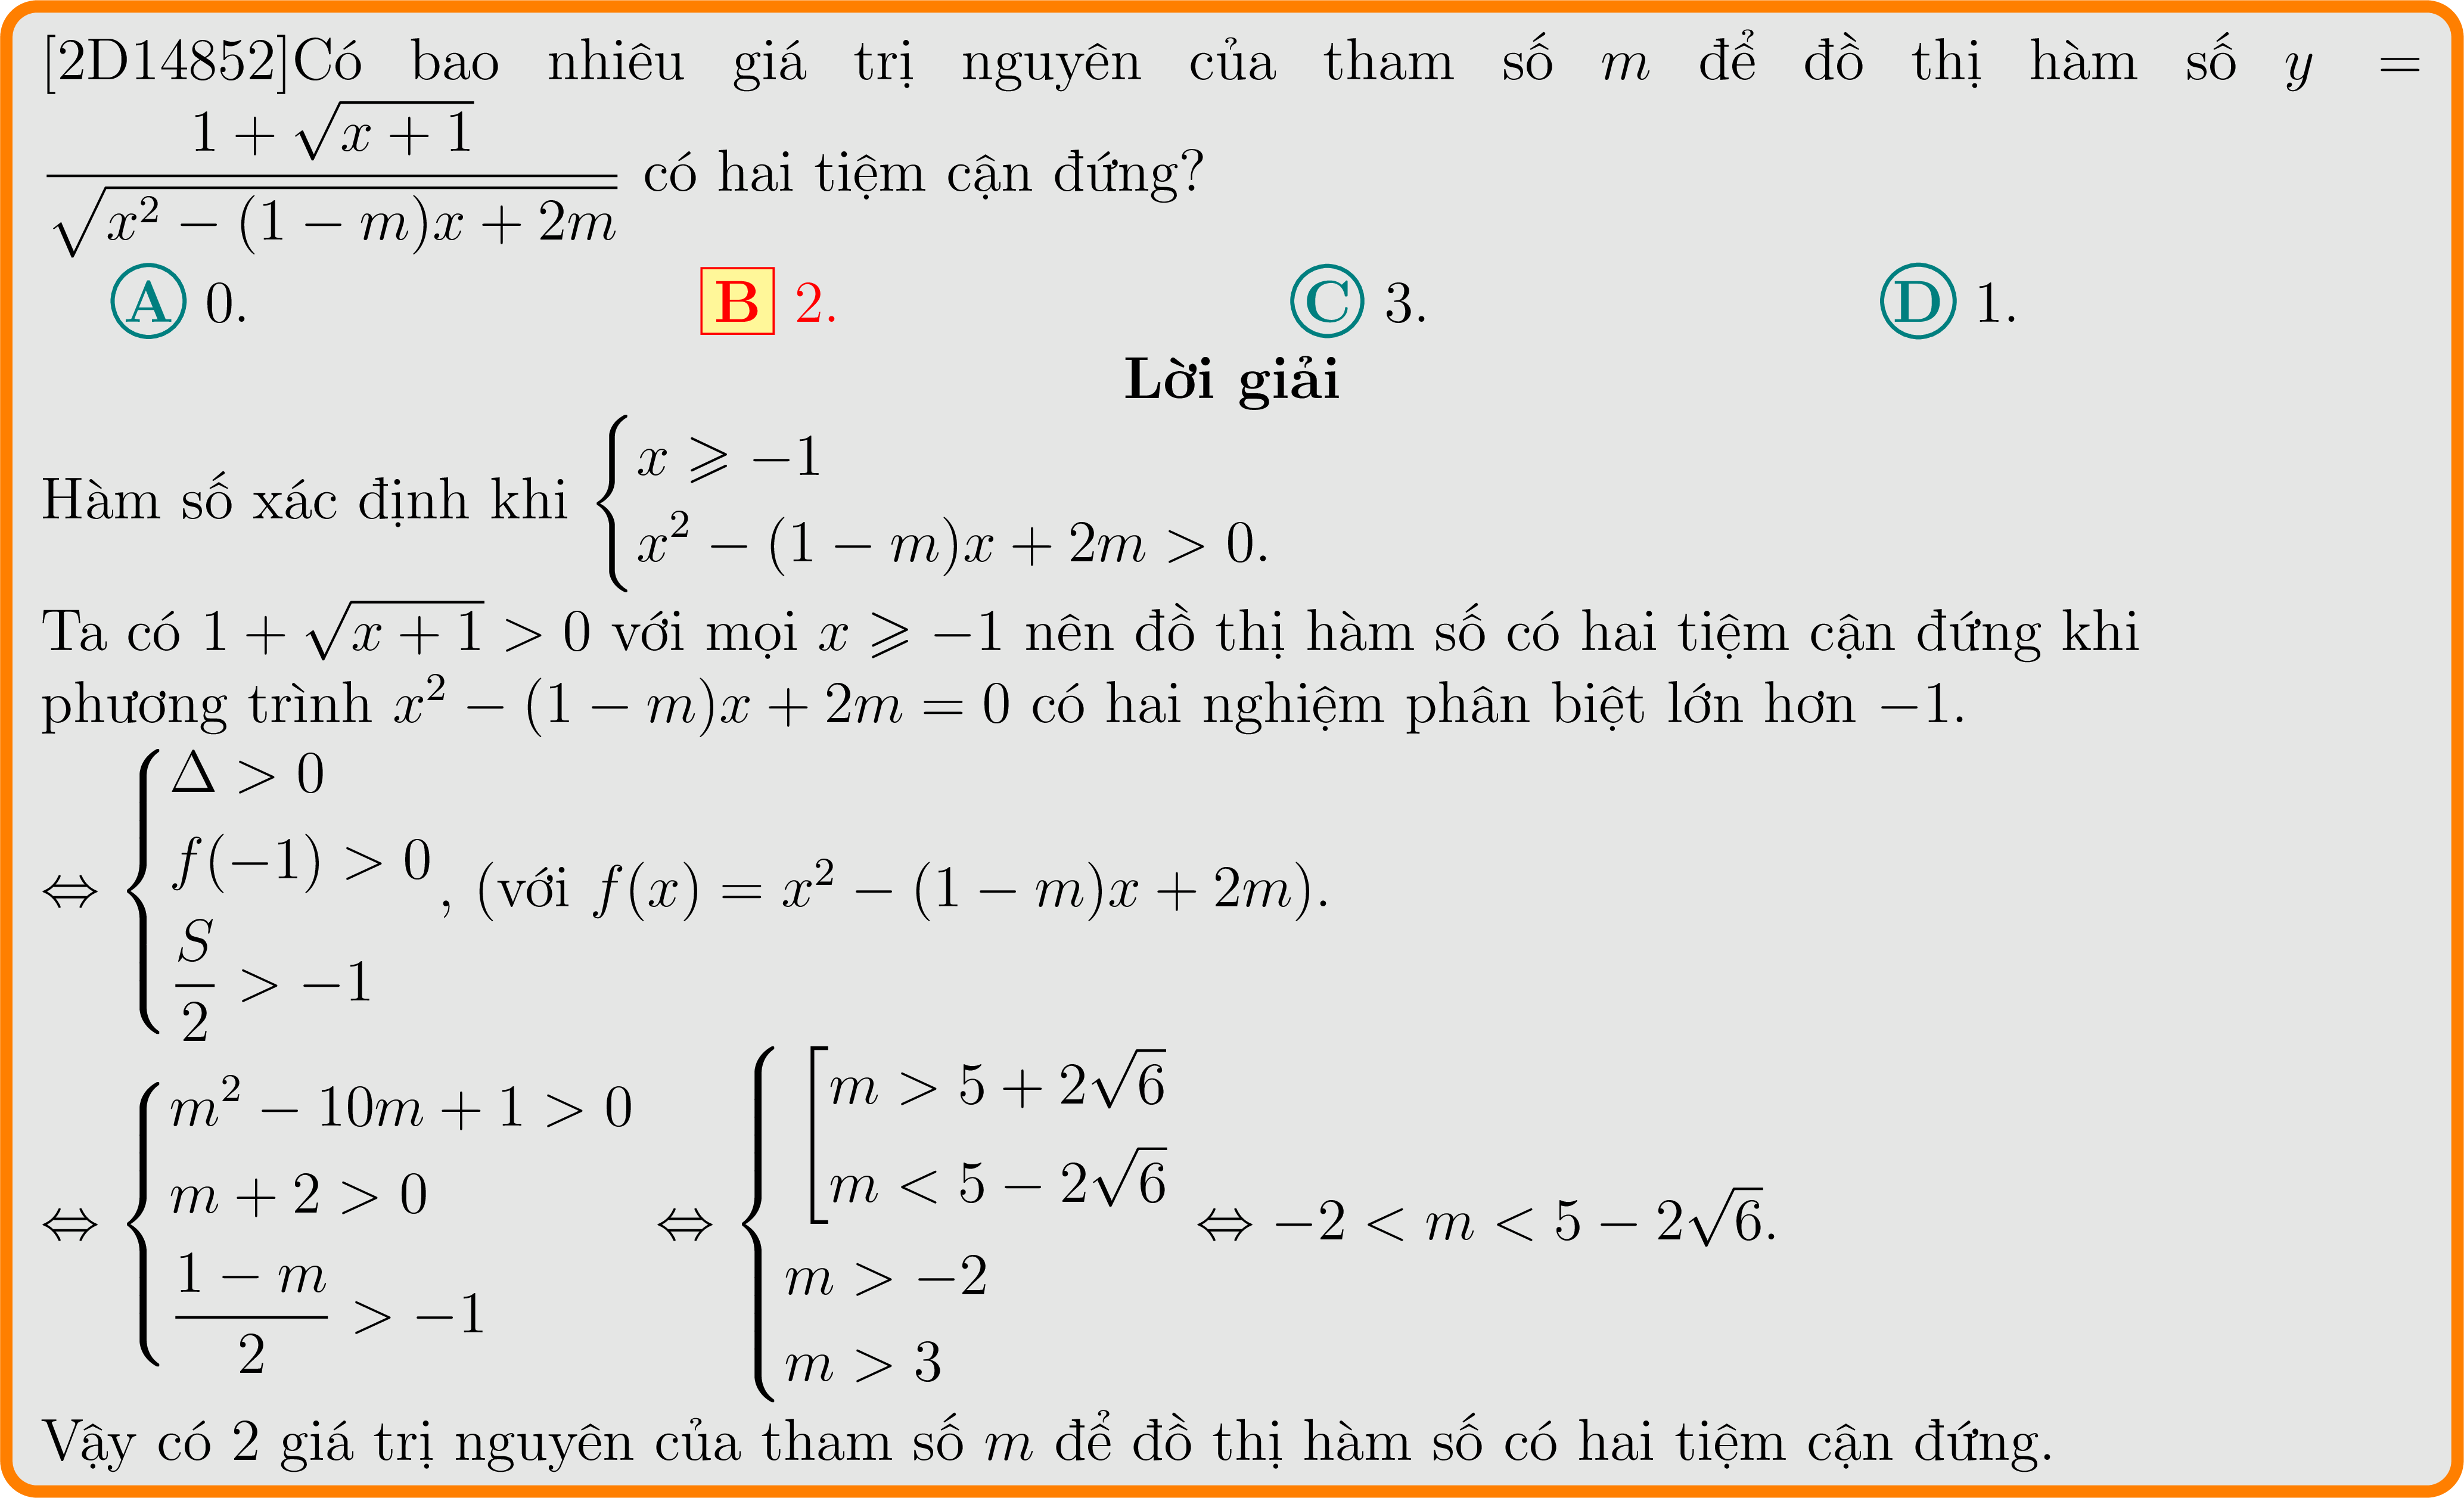 [2D14852]Có bao nhiêu giá trị nguyên của tham số m để đồ thị hàm số y =
\frac{1 + \sqrt{x + 1}}{\sqrt{x^2 − (1 − m)x + 2m}} có hai tiệm cận đứng?
A 0. B 2. C 3. D 1.
Lời giải
Hàm số xác định khi \begin{cases} x ⩾ −1 \\ x^2 − (1 − m)x + 2m > 0. \end{cases}
Ta có 1 + \sqrt{x + 1} > 0 với mọi x ⩾ −1 nên đồ thị hàm số có hai tiệm cận đứng khi
phương trình x^2 − (1 − m)x + 2m = 0 có hai nghiệm phân biệt lớn hơn −1.
⇔ \begin{cases} Δ > 0 \\ f(−1) > 0 \\ \frac{S}{2} > −1 \end{cases}, (với f(x) = x^2 − (1 − m)x + 2m).
⇔ \begin{cases} m^2 − 10m + 1 > 0 \\ m + 2 > 0 \\ \frac{1 − m}{2} > −1 \end{cases} ⇔ \begin{cases} \left[ \begin{array}{l} m > 5 + 2\sqrt{6} \\ m < 5 − 2\sqrt{6} \end{array} \right. \\ m > −2 \\ m > 3 \end{cases} ⇔ −2 < m < 5 − 2\sqrt{6}.
Vậy có 2 giá trị nguyên của tham số m để đồ thị hàm số có hai tiệm cận đứng.